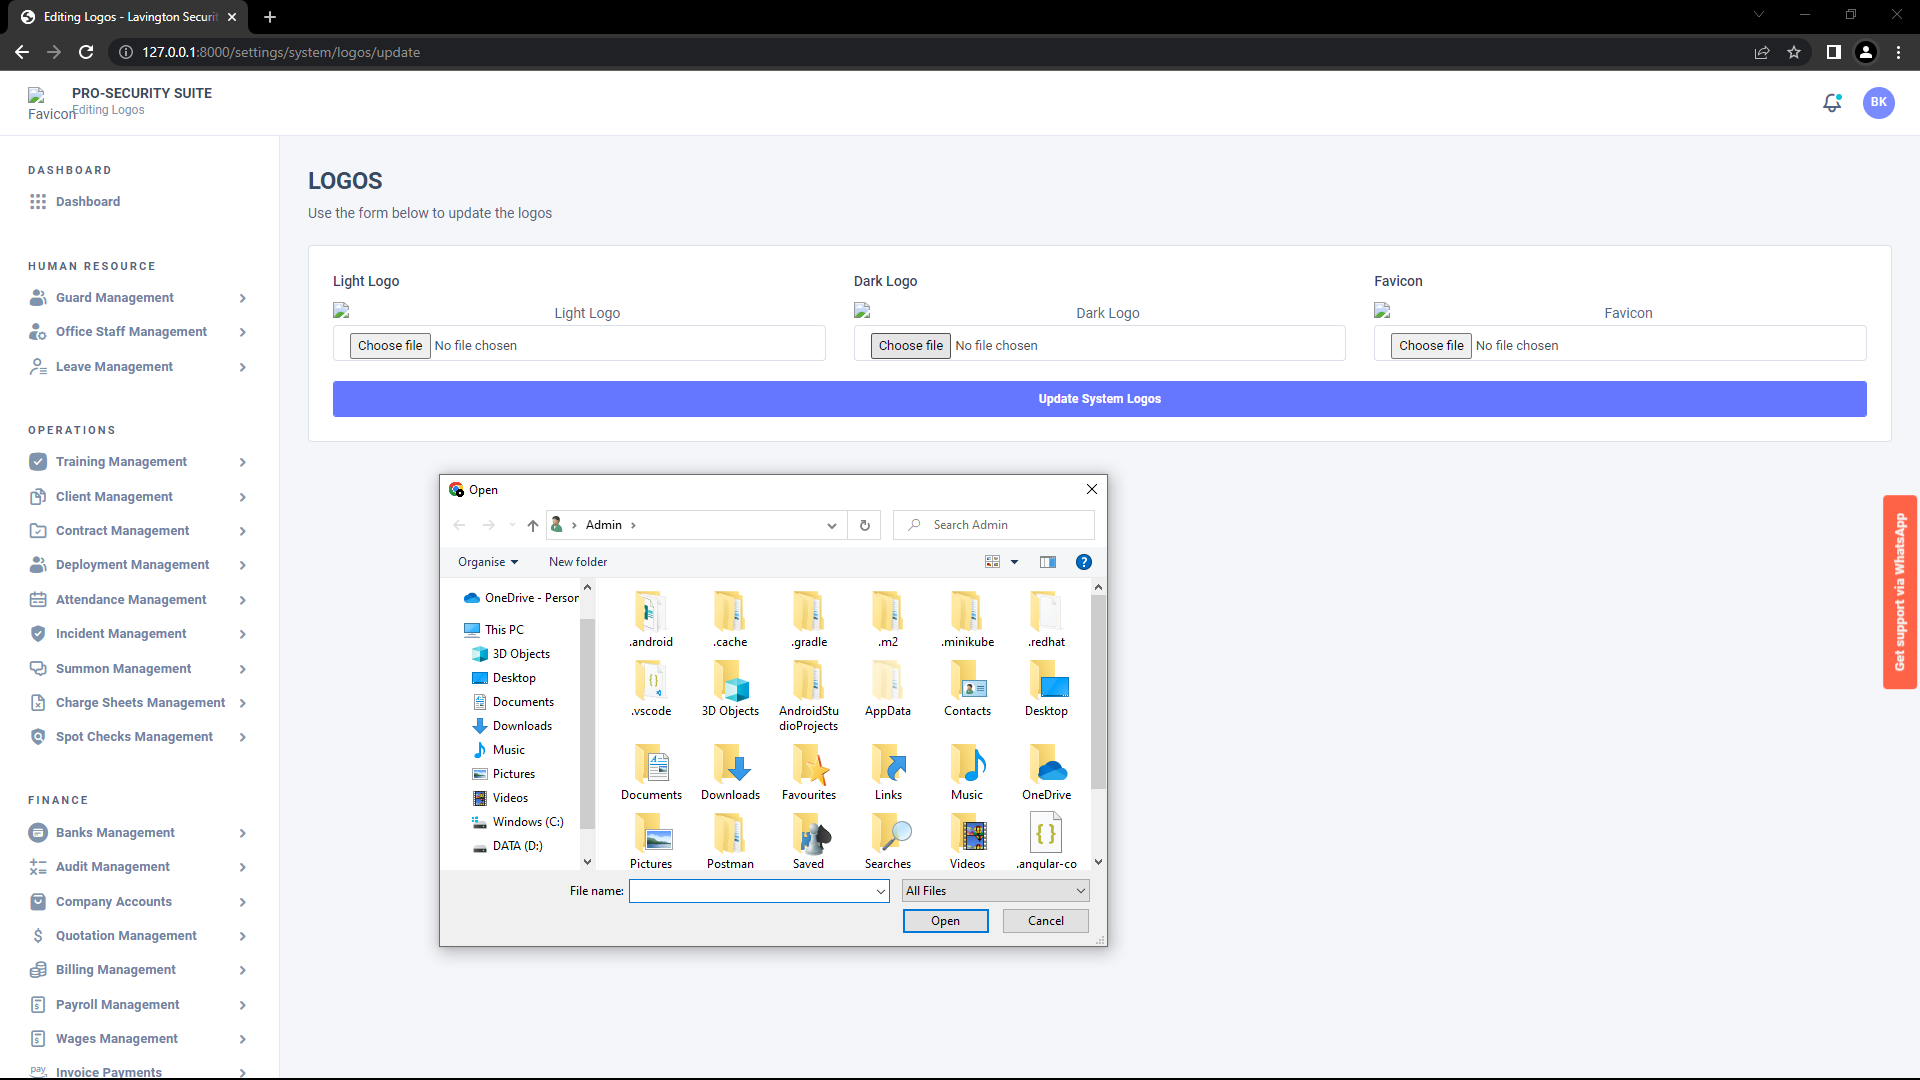 Editing Logos - Lavington Securit
127.0.0.1:8000/settings/system/logos/update
Favicon
PRO-SECURITY SUITE
Editing Logos
BK
DASHBOARD
Dashboard
HUMAN RESOURCE
Guard Management
Office Staff Management
Leave Management
OPERATIONS
Training Management
Client Management
Contract Management
Deployment Management
Attendance Management
Incident Management
Summon Management
Charge Sheets Management
Spot Checks Management
FINANCE
Banks Management
Audit Management
Company Accounts
Quotation Management
Billing Management
Payroll Management
Wages Management
Invoice Payments
LOGOS
Use the form below to update the logos
Light Logo
Light Logo
Choose file No file chosen
Dark Logo
Dark Logo
Choose file No file chosen
Favicon
Favicon
Choose file No file chosen
Update System Logos
Open
Admin
Search Admin
Organise
New folder
OneDrive - Person
This PC
3D Objects
Desktop
Documents
Downloads
Music
Pictures
Videos
Windows (C:)
DATA (D:)
.android
.cache
.gradle
.m2
.minikube
.redhat
.vscode
3D Objects
AndroidStu
dioProjects
AppData
Contacts
Desktop
Documents
Downloads
Favourites
Links
Music
OneDrive
Pictures
Postman
Saved
Searches
Videos
.angular-co
File name:
All Files
Open
Cancel
Get support via WhatsApp